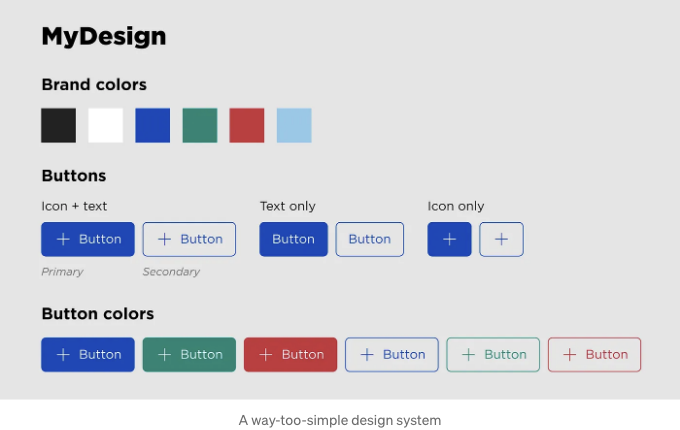 MyDesign
Brand colors
Buttons
Icon + text
Text only
Icon only
+ Button
+ Button
Button
Button
+
+
Primary
Secondary
Button colors
+ Button
+ Button
+ Button
+ Button
+ Button
+ Button
A way-too-simple design system